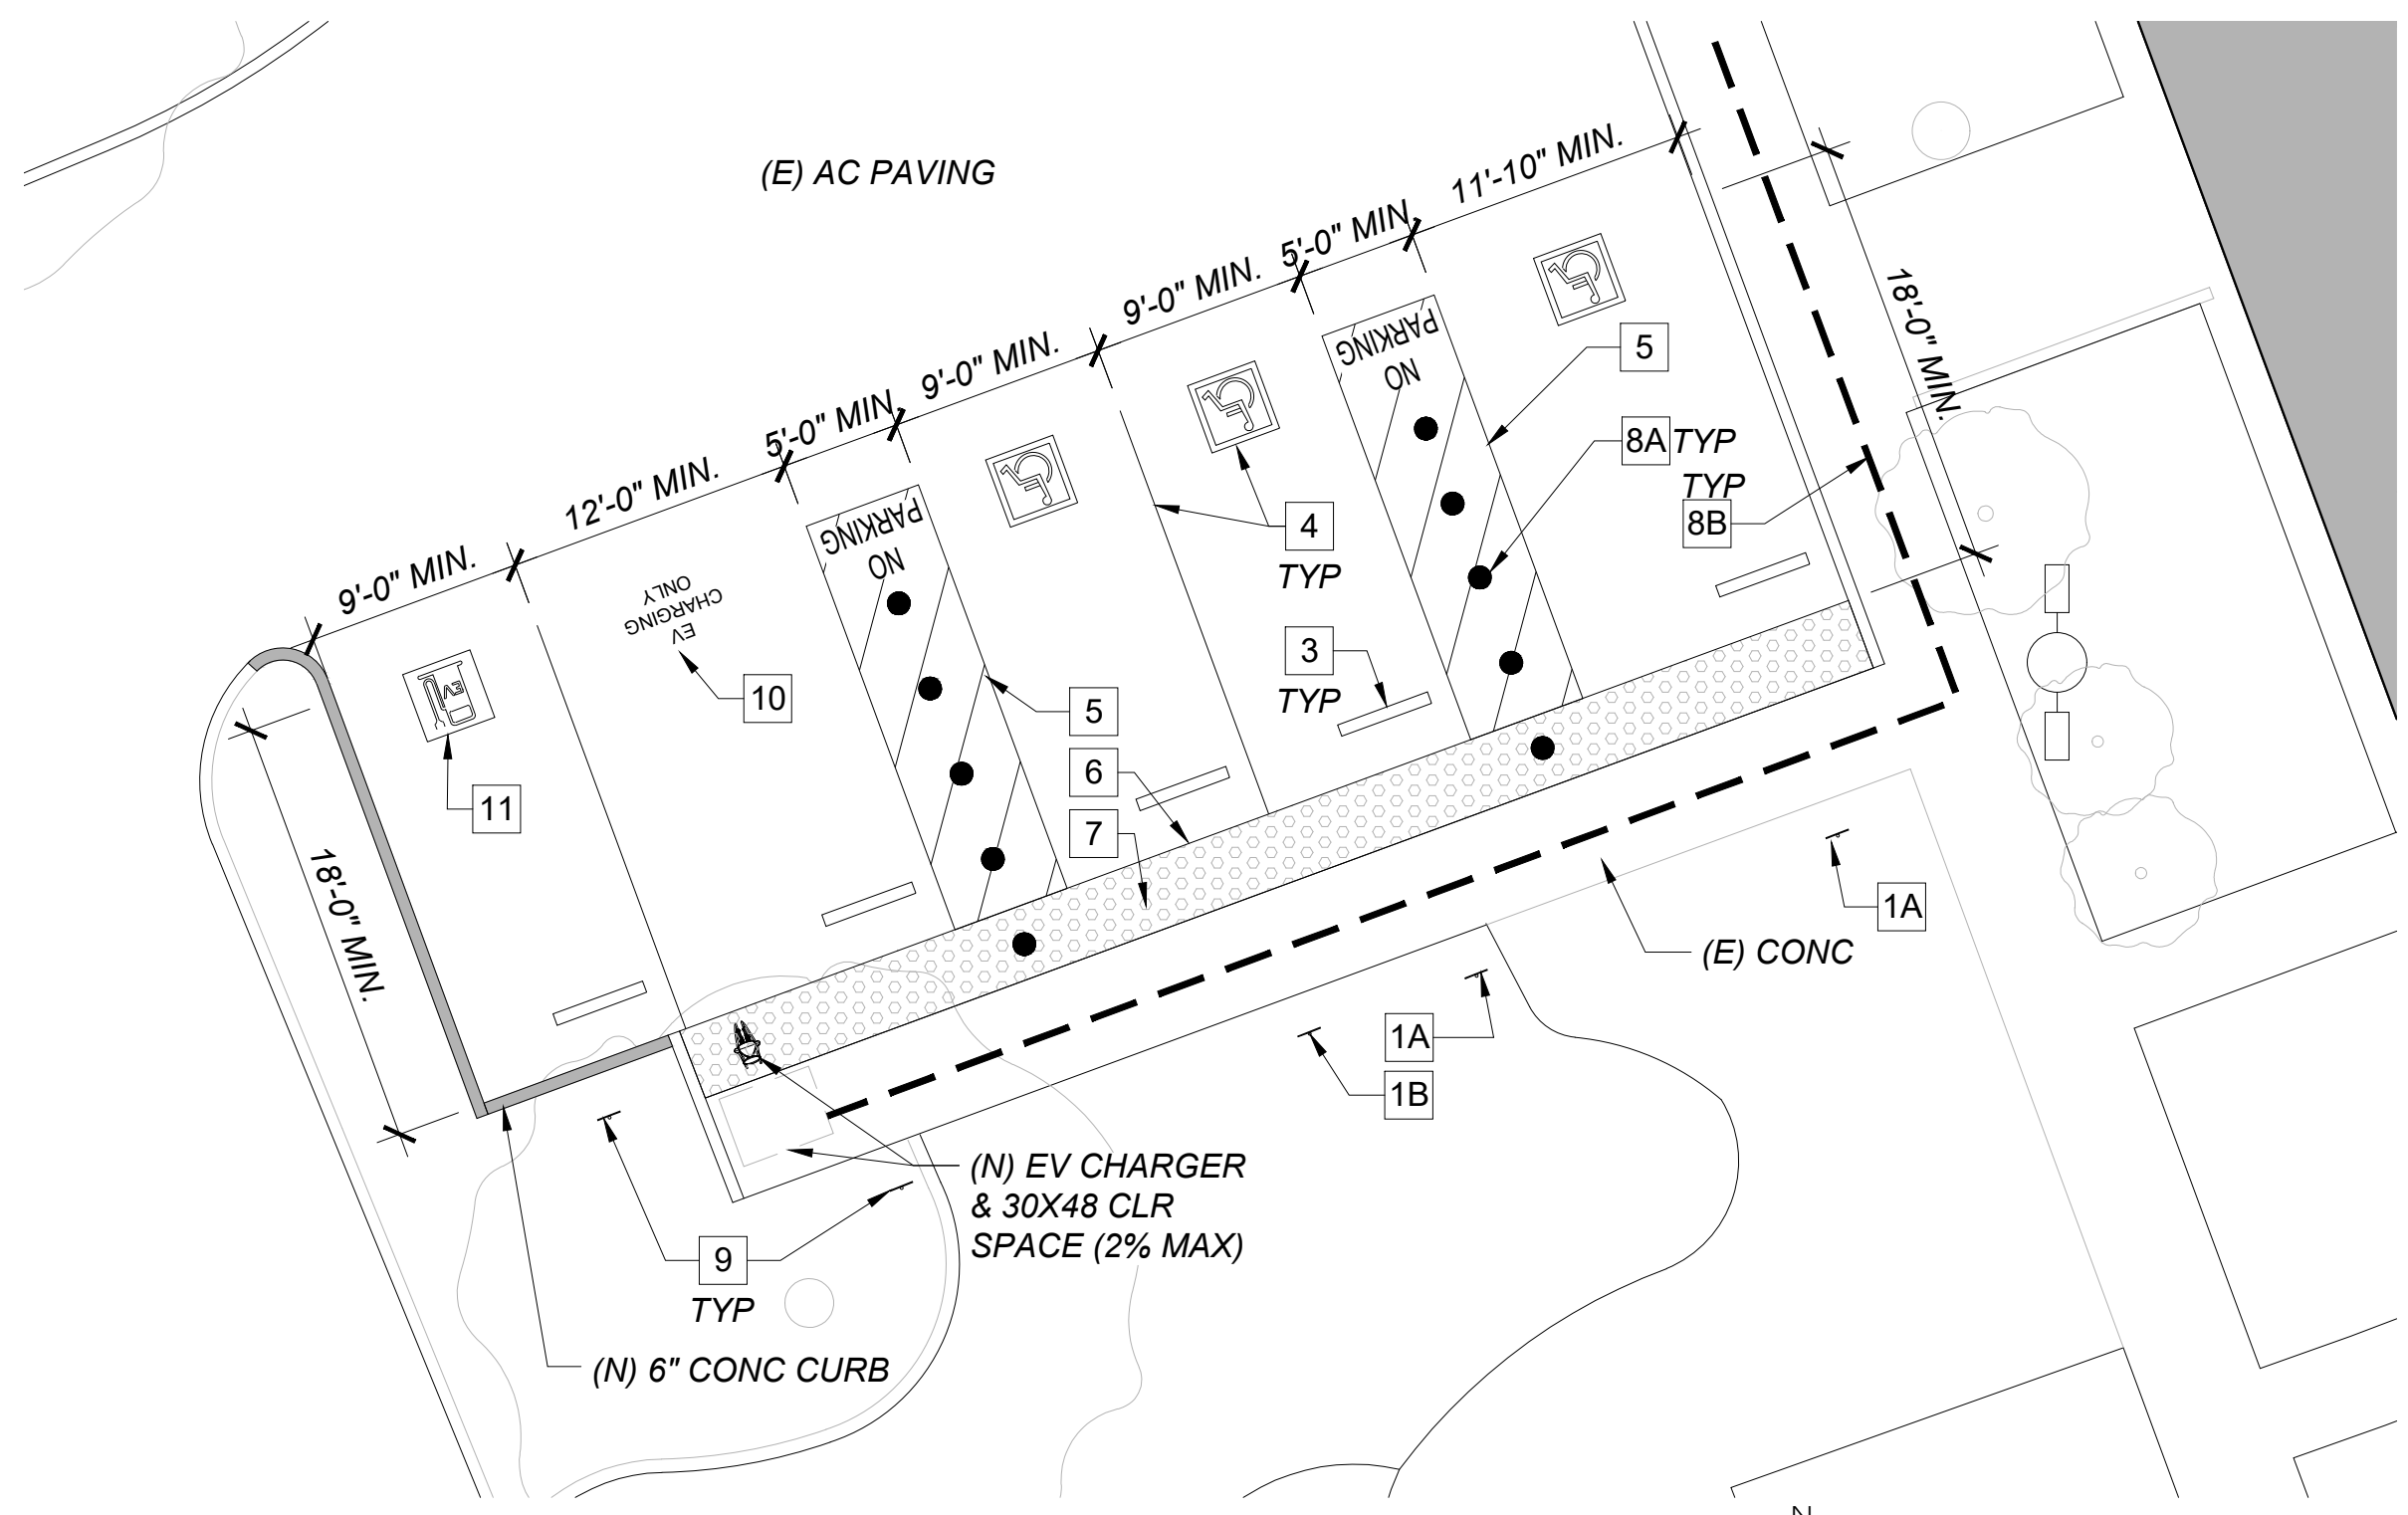 (E) AC PAVING
11'-10" MIN.
5'-0" MIN.
9'-0" MIN.
9'-0" MIN.
5'-0" MIN.
12'-0" MIN.
9'-0" MIN.
18'-0" MIN.
NO
PARKING
5
8A TYP
TYP
8B
4
TYP
3
TYP
NO
PARKING
EV
CHARGING
ONLY
10
5
6
7
EV
11
18'-0" MIN.
1A
(E) CONC
1A
1B
(N) EV CHARGER
& 30X48 CLR
SPACE (2% MAX)
9
TYP
(N) 6" CONC CURB
N